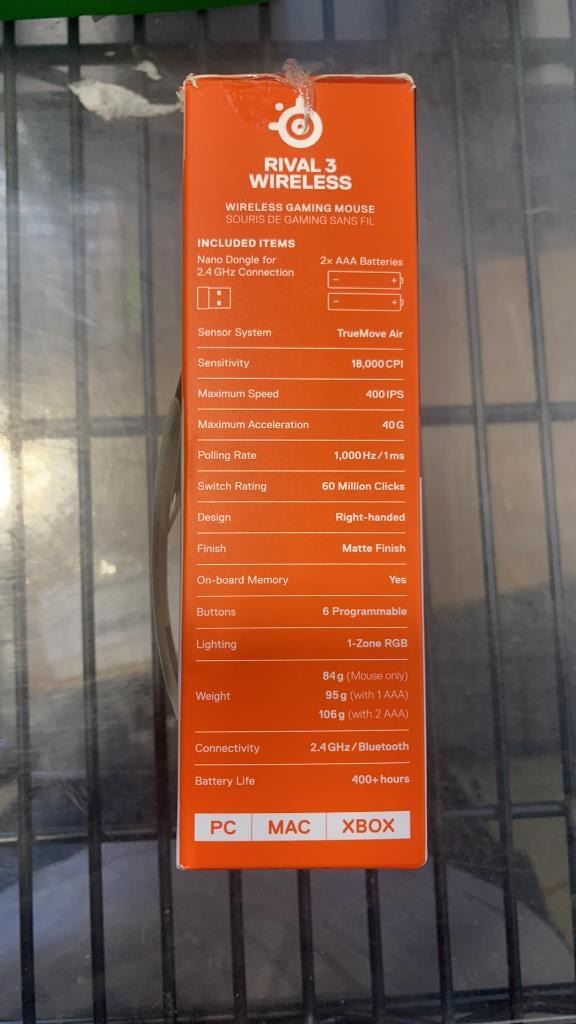 RIVAL 3
WIRELESS
WIRELESS GAMING MOUSE
SOURIS DE GAMING SANS FIL
INCLUDED ITEMS
Nano Dongle for
2.4 GHz Connection
2x AAA Batteries
Sensor System TrueMove Air
Sensitivity 18,000 CPI
Maximum Speed 400 IPS
Maximum Acceleration 40 G
Polling Rate 1,000 Hz / 1 ms
Switch Rating 60 Million Clicks
Design Right-handed
Finish Matte Finish
On-board Memory Yes
Buttons 6 Programmable
Lighting 1-Zone RGB
Weight
84 g (Mouse only)
95 g (with 1 AAA)
106 g (with 2 AAA)
Connectivity 2.4 GHz / Bluetooth
Battery Life 400+ hours
PC MAC XBOX